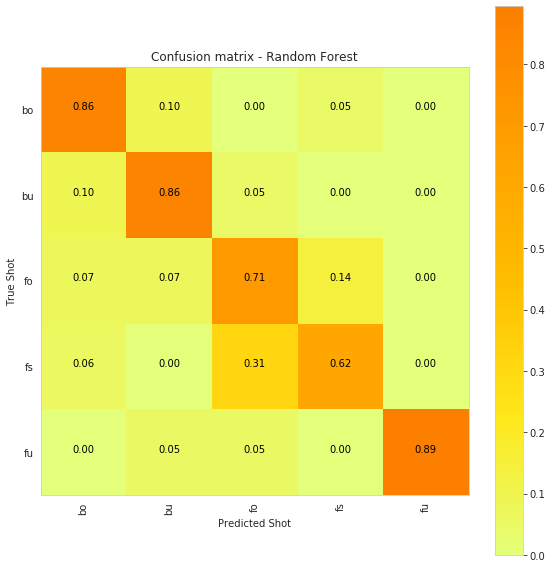 Confusion matrix - Random Forest
bo 0.86 0.10 0.00 0.05 0.00
bu 0.10 0.86 0.05 0.00 0.00
fo 0.07 0.07 0.71 0.14 0.00
fs 0.06 0.00 0.31 0.62 0.00
fu 0.00 0.05 0.05 0.00 0.89
True Shot
bo bu fo fs fu
Predicted Shot
0.8
0.7
0.6
0.5
0.4
0.3
0.2
0.1
0.0